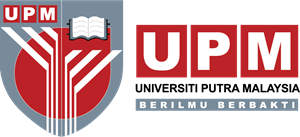 UPM
UPM
UNIVERSITI PUTRA MALAYSIA
BERILMU BERBAKTI